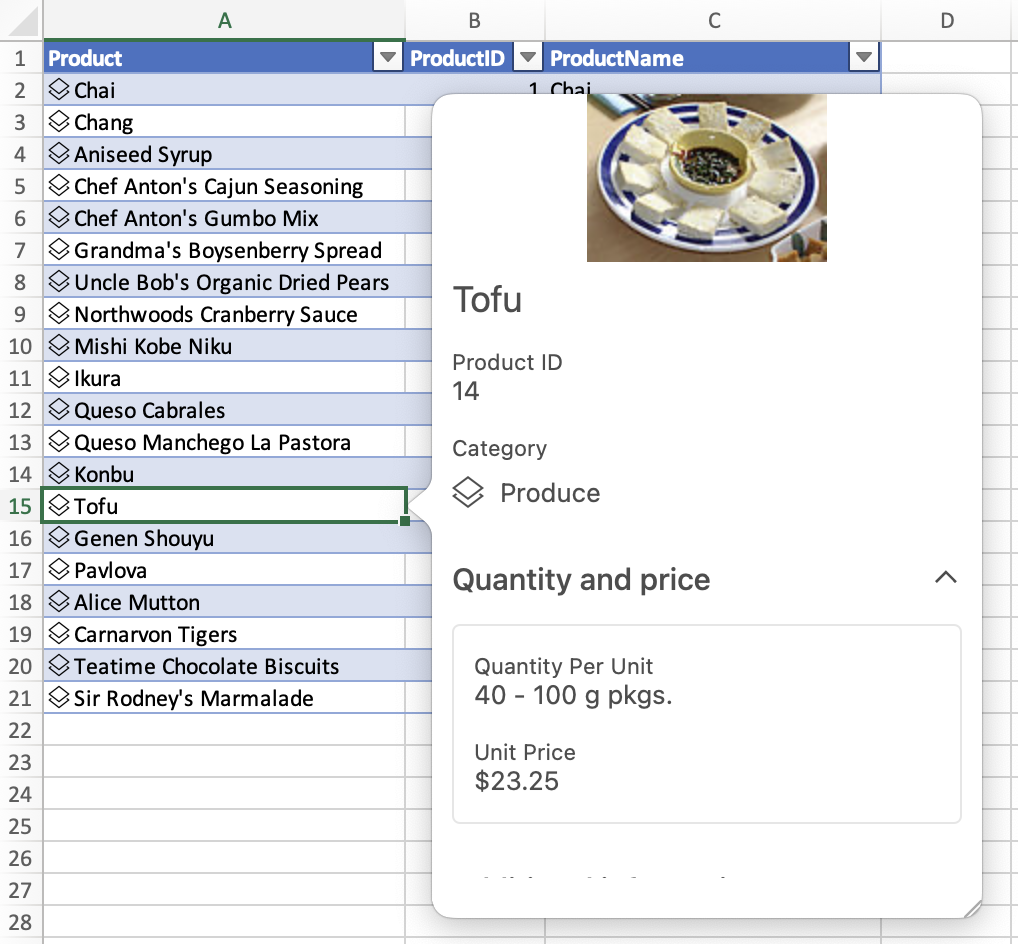 A B C D
1 Product ProductID ProductName
2 Chai 1 Chai
3 Chang
4 Aniseed Syrup
5 Chef Anton's Cajun Seasoning
6 Chef Anton's Gumbo Mix
7 Grandma's Boysenberry Spread
8 Uncle Bob's Organic Dried Pears
9 Northwoods Cranberry Sauce
10 Mishi Kobe Niku
11 Ikura
12 Queso Cabrales
13 Queso Manchego La Pastora
14 Konbu
15 Tofu
16 Genen Shouyu
17 Pavlova
18 Alice Mutton
19 Carnarvon Tigers
20 Teatime Chocolate Biscuits
21 Sir Rodney's Marmalade
22
23
24
25
26
27
28
Tofu
Product ID
14
Category
Produce
Quantity and price
Quantity Per Unit
40 - 100 g pkgs.
Unit Price
$23.25